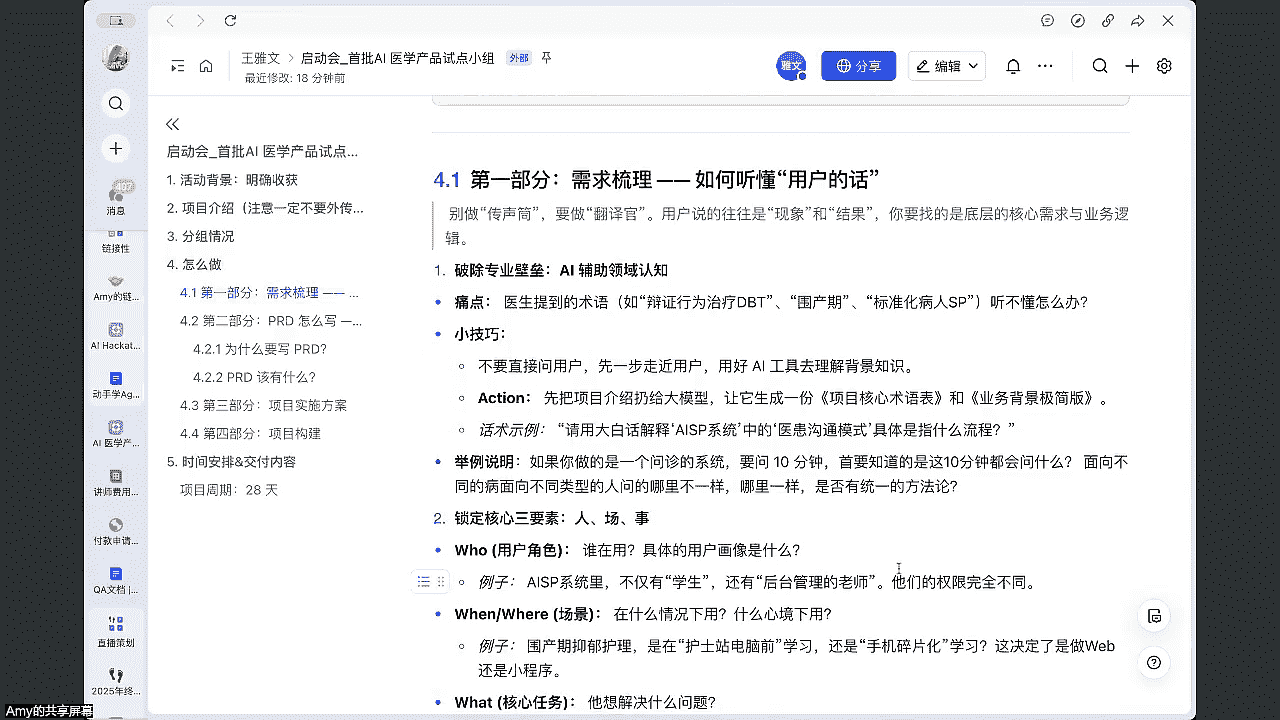 王雅文 > 启动会_首批AI 医学产品试点小组 外部
最近修改: 18 分钟前
雅文
分享
编辑
消息
链接性
Amy的链...
AI Hackat...
动手学Ag...
AI 医学产...
讲师费用...
付款申请...
QA文档 |...
直播策划
2025年终...
启动会_首批AI 医学产品试点...
1. 活动背景：明确收获
2. 项目介绍（注意一定不要外传...
3. 分组情况
4. 怎么做
4.1 第一部分：需求梳理 —— ...
4.2 第二部分：PRD 怎么写 —...
4.2.1 为什么要写 PRD?
4.2.2 PRD 该有什么?
4.3 第三部分：项目实施方案
4.4 第四部分：项目构建
5. 时间安排&交付内容
项目周期：28 天
4.1 第一部分：需求梳理 —— 如何听懂“用户的话”
别做“传声筒”，要做“翻译官”。用户说的往往是“现象”和“结果”，你要找的是底层的核心需求与业务逻
辑。
1. 破除专业壁垒：AI 辅助领域认知
• 痛点： 医生提到的术语（如“辩证行为治疗DBT”、“围产期”、“标准化病人SP”）听不懂怎么办?
• 小技巧：
◦ 不要直接问用户，先一步走近用户，用好 AI 工具去理解背景知识。
◦ Action： 先把项目介绍扔给大模型，让它生成一份《项目核心术语表》和《业务背景极简版》。
◦ 话术示例：“请用大白话解释‘AISP系统’中的‘医患沟通模式’具体是指什么流程？”
• 举例说明：如果你做的是一个问诊的系统，要问 10 分钟，首要知道的是这10分钟都会问什么？ 面向不
同的病面向不同类型的人问的哪里不一样，哪里一样，是否有统一的方法论?
2. 锁定核心三要素：人、场、事
• Who (用户角色)： 谁在用？具体的用户画像是什么?
◦ 例子： AISP系统里，不仅有“学生”，还有“后台管理的老师”。他们的权限完全不同。
• When/Where (场景)： 在什么情况下用？什么心境下用?
◦ 例子： 围产期抑郁护理，是在“护士站电脑前”学习，还是“手机碎片化”学习？这决定了是做Web
还是小程序。
• What (核心任务)： 他想解决什么问题?
Amy的共享屏幕